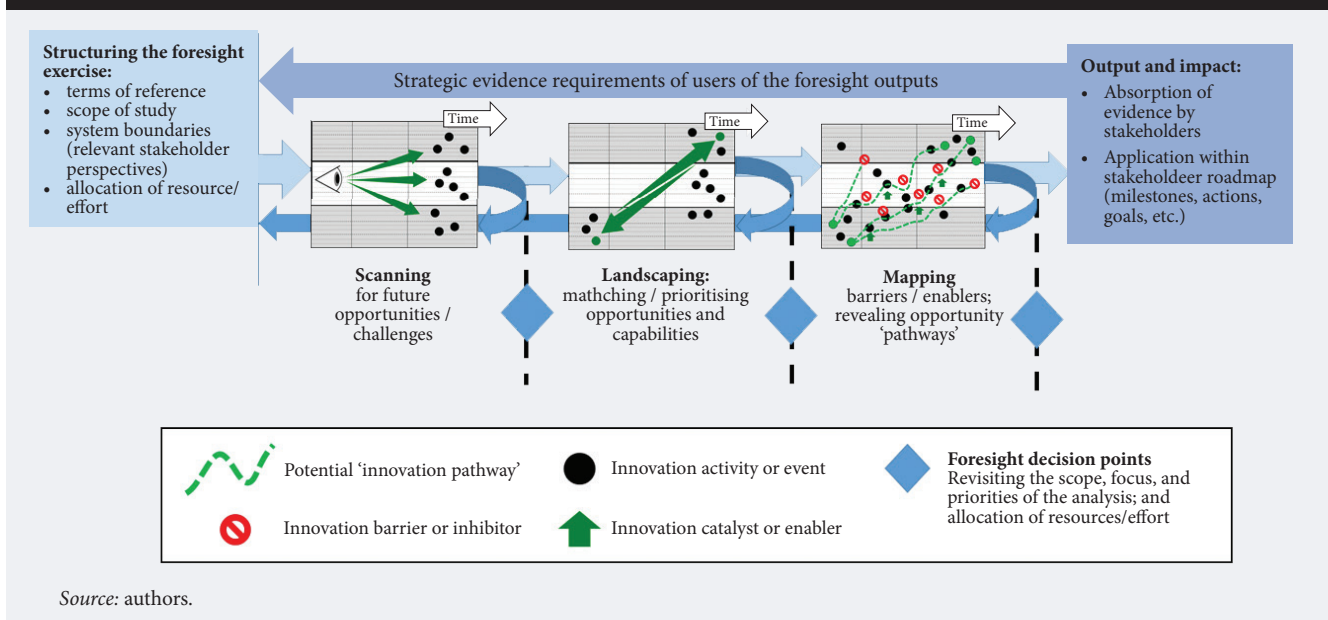 Structuring the foresight
exercise:
• terms of reference
• scope of study
• system boundaries
(relevant stakeholder
perspectives)
• allocation of resource/
effort
Strategic evidence requirements of users of the foresight outputs
Output and impact:
• Absorption of
evidence by
stakeholders
• Application within
stakehodeer roadmap
(milestones, actions,
goals, etc.)
Time
Time
Time
Scanning
for future
opportunities /
challenges
Landscaping:
mathching / prioritising
opportunities and
capabilities
Mapping
barriers / enablers;
revealing opportunity
‘pathways’
Potential ‘innovation pathway’
Innovation activity or event
Foresight decision points
Revisiting the scope, focus, and
priorities of the analysis; and
allocation of resources/effort
Innovation barrier or inhibitor
Innovation catalyst or enabler
Source: authors.